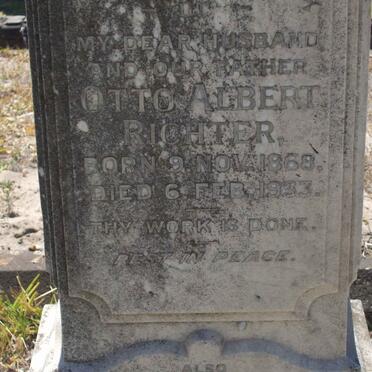 MY DEAR HUSBAND
AND OUR FATHER
OTTO ALBERT
RICHTER.
BORN 9 NOV. 1868.
DIED 6 FEB. 1933.
THY WORK IS DONE.
REST IN PEACE.
ALSO